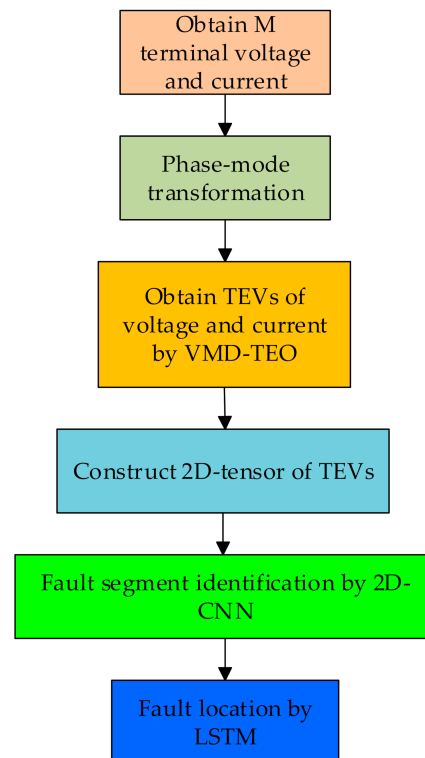 Obtain M
terminal voltage
and current
Phase-mode
transformation
Obtain TEVs of
voltage and current
by VMD-TEO
Construct 2D-tensor of TEVs
Fault segment identification by 2D-
CNN
Fault location by
LSTM